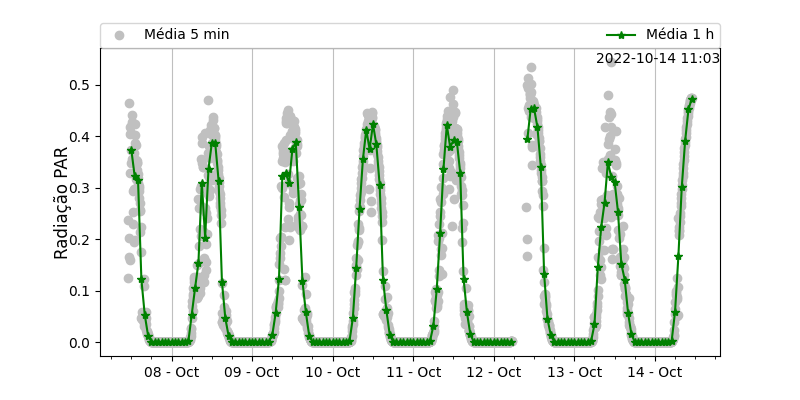 Média 5 min
Média 1 h
2022-10-14 11:03
Radiação PAR
0.5
0.4
0.3
0.2
0.1
0.0
08 - Oct
09 - Oct
10 - Oct
11 - Oct
12 - Oct
13 - Oct
14 - Oct